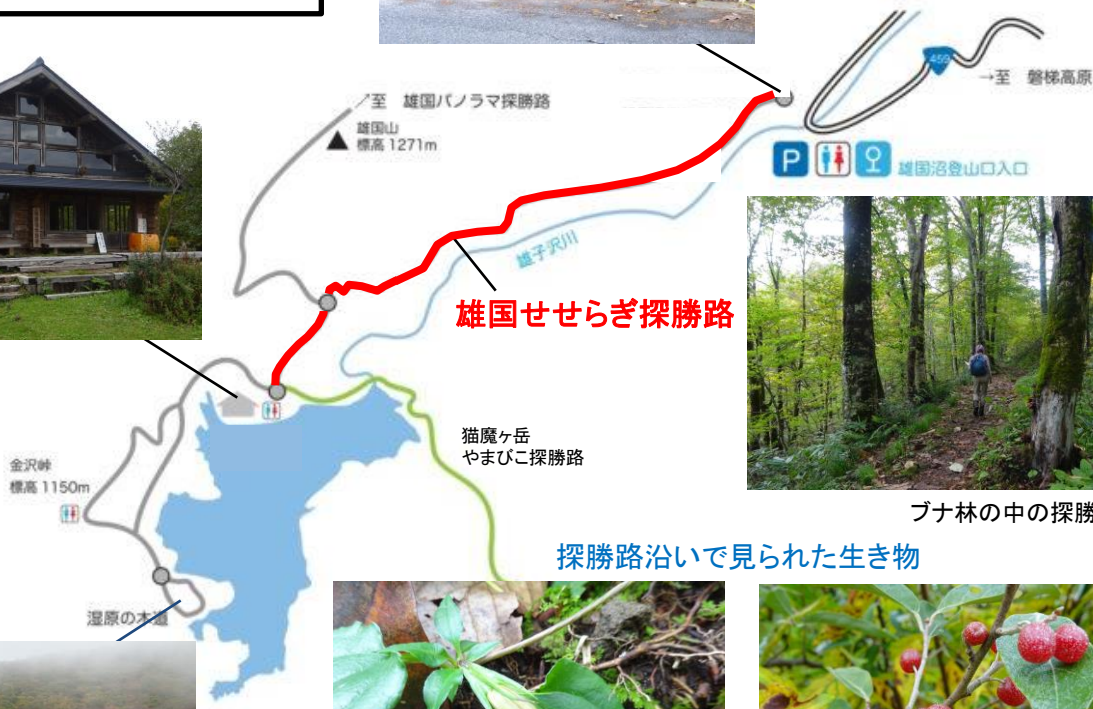 459
→至 磐梯高原
↗至 雄国パノラマ探勝路
雄国山
▲ 標高 1271m
P
雄国沼登山口入口
雄子沢川
雄国せせらぎ探勝路
猫魔ヶ岳
やまびこ探勝路
金沢峠
標高 1150m
ブナ林の中の探勝
探勝路沿いで見られた生き物
湿原の木道